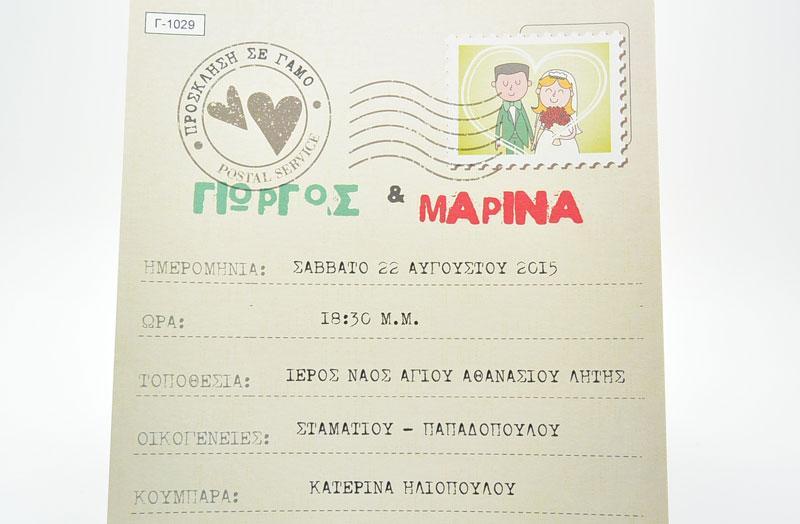 Γ-1029
ΠΡΟΣΚΛΗΣΗ ΣΕ ΓΑΜΟ
POSTAL SERVICE
ΓΙΩΡΓΟΣ & ΜΑΡΙΝΑ
ΗΜΕΡΟΜΗΝΙΑ: ΣΑΒΒΑΤΟ 22 ΑΥΓΟΥΣΤΟΥ 2015
ΩΡΑ: 18:30 Μ.Μ.
ΤΟΠΟΘΕΣΙΑ: ΙΕΡΟΣ ΝΑΟΣ ΑΓΙΟΥ ΑΘΑΝΑΣΙΟΥ ΛΗΤΗΣ
ΟΙΚΟΓΕΝΕΙΕΣ: ΣΤΑΜΑΤΙΟΥ - ΠΑΠΑΔΟΠΟΥΛΟΥ
ΚΟΥΜΠΑΡΑ: ΚΑΤΕΡΙΝΑ ΗΛΙΟΠΟΥΛΟΥ